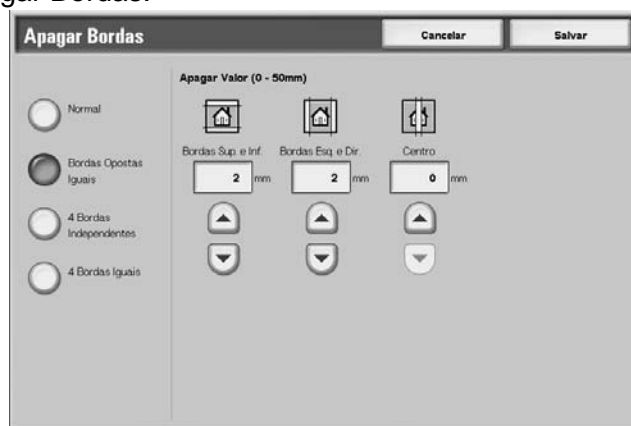 gar Bordas.
Apagar Bordas
Cancelar
Salvar
Apagar Valor (0 - 50mm)
Normal
Bordas Opostas
Iguais
4 Bordas
Independentes
4 Bordas Iguais
Bordas Sup. e Inf.
Bordas Esq. e Dir.
Centro
2 mm
2 mm
0 mm